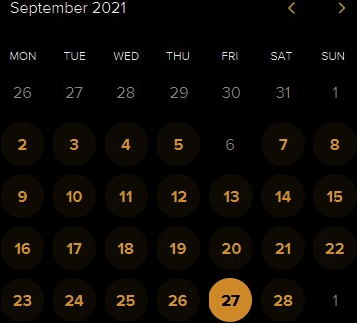 September 2021
MON TUE WED THU FRI SAT SUN
26 27 28 29 30 31 1
2 3 4 5 6 7 8
9 10 11 12 13 14 15
16 17 18 19 20 21 22
23 24 25 26 27 28 1